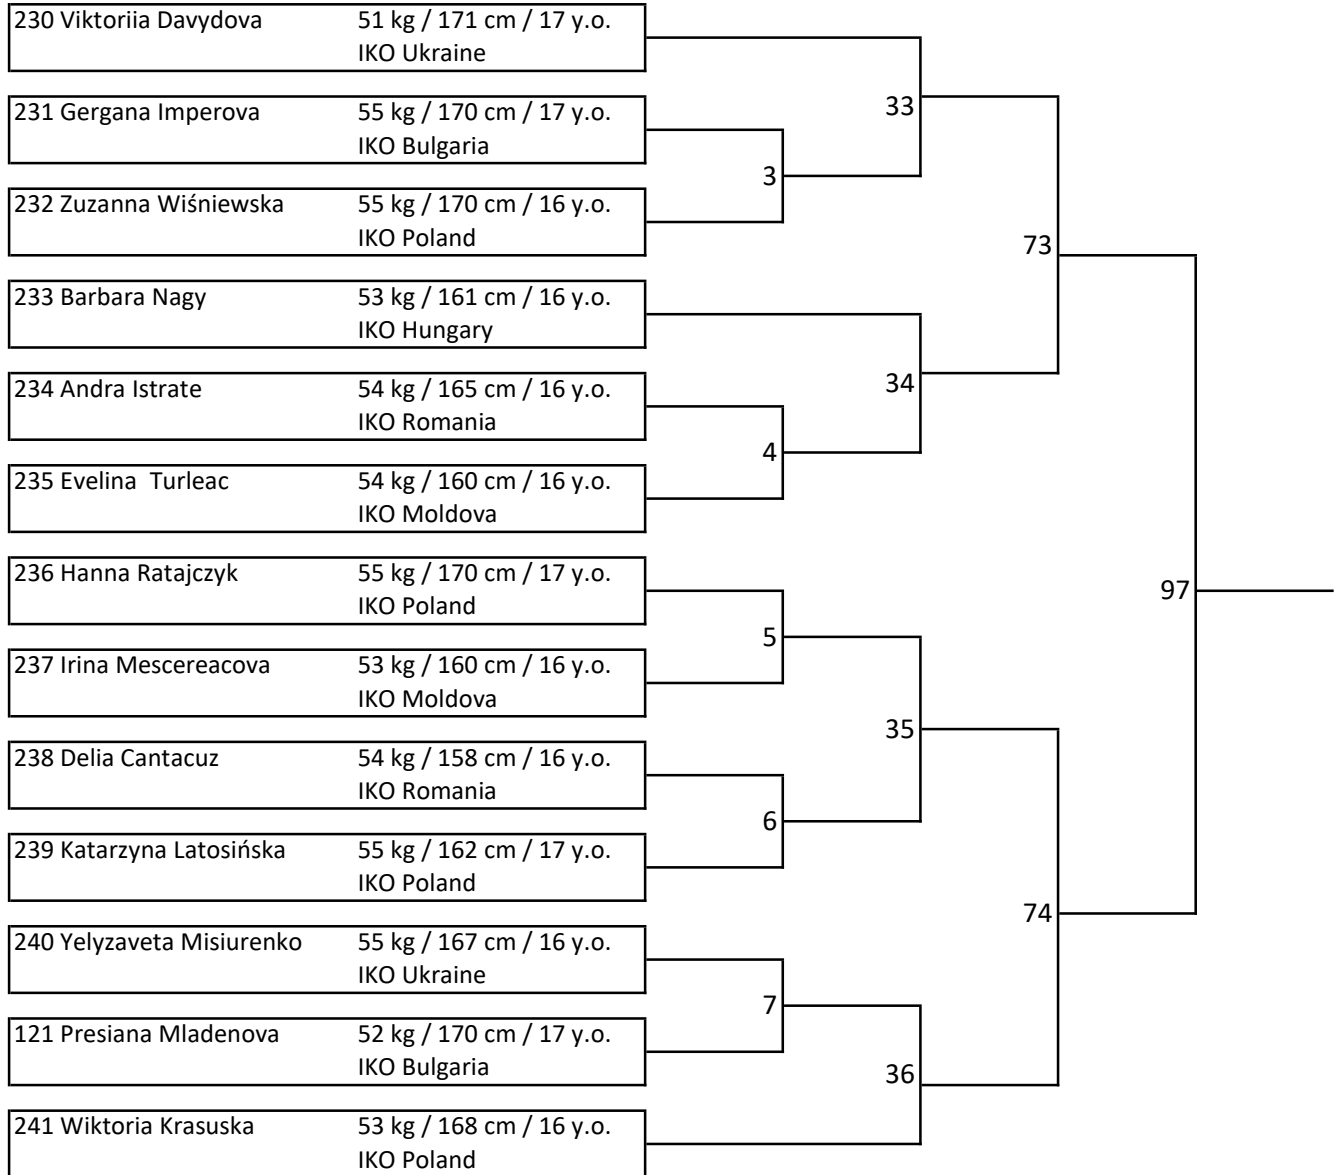 230 Viktoriia Davydova 51 kg / 171 cm / 17 y.o.
IKO Ukraine
231 Gergana Imperova 55 kg / 170 cm / 17 y.o.
33
IKO Bulgaria
3
232 Zuzanna Wiśniewska 55 kg / 170 cm / 16 y.o.
IKO Poland
73
233 Barbara Nagy 53 kg / 161 cm / 16 y.o.
IKO Hungary
234 Andra Istrate 54 kg / 165 cm / 16 y.o.
34
IKO Romania
4
235 Evelina  Turleac 54 kg / 160 cm / 16 y.o.
IKO Moldova
236 Hanna Ratajczyk 55 kg / 170 cm / 17 y.o.
97
IKO Poland
5
237 Irina Mescereacova 53 kg / 160 cm / 16 y.o.
IKO Moldova
35
238 Delia Cantacuz 54 kg / 158 cm / 16 y.o.
IKO Romania
6
239 Katarzyna Latosińska 55 kg / 162 cm / 17 y.o.
IKO Poland
74
240 Yelyzaveta Misiurenko 55 kg / 167 cm / 16 y.o.
IKO Ukraine
7
121 Presiana Mladenova 52 kg / 170 cm / 17 y.o.
IKO Bulgaria
36
241 Wiktoria Krasuska 53 kg / 168 cm / 16 y.o.
IKO Poland